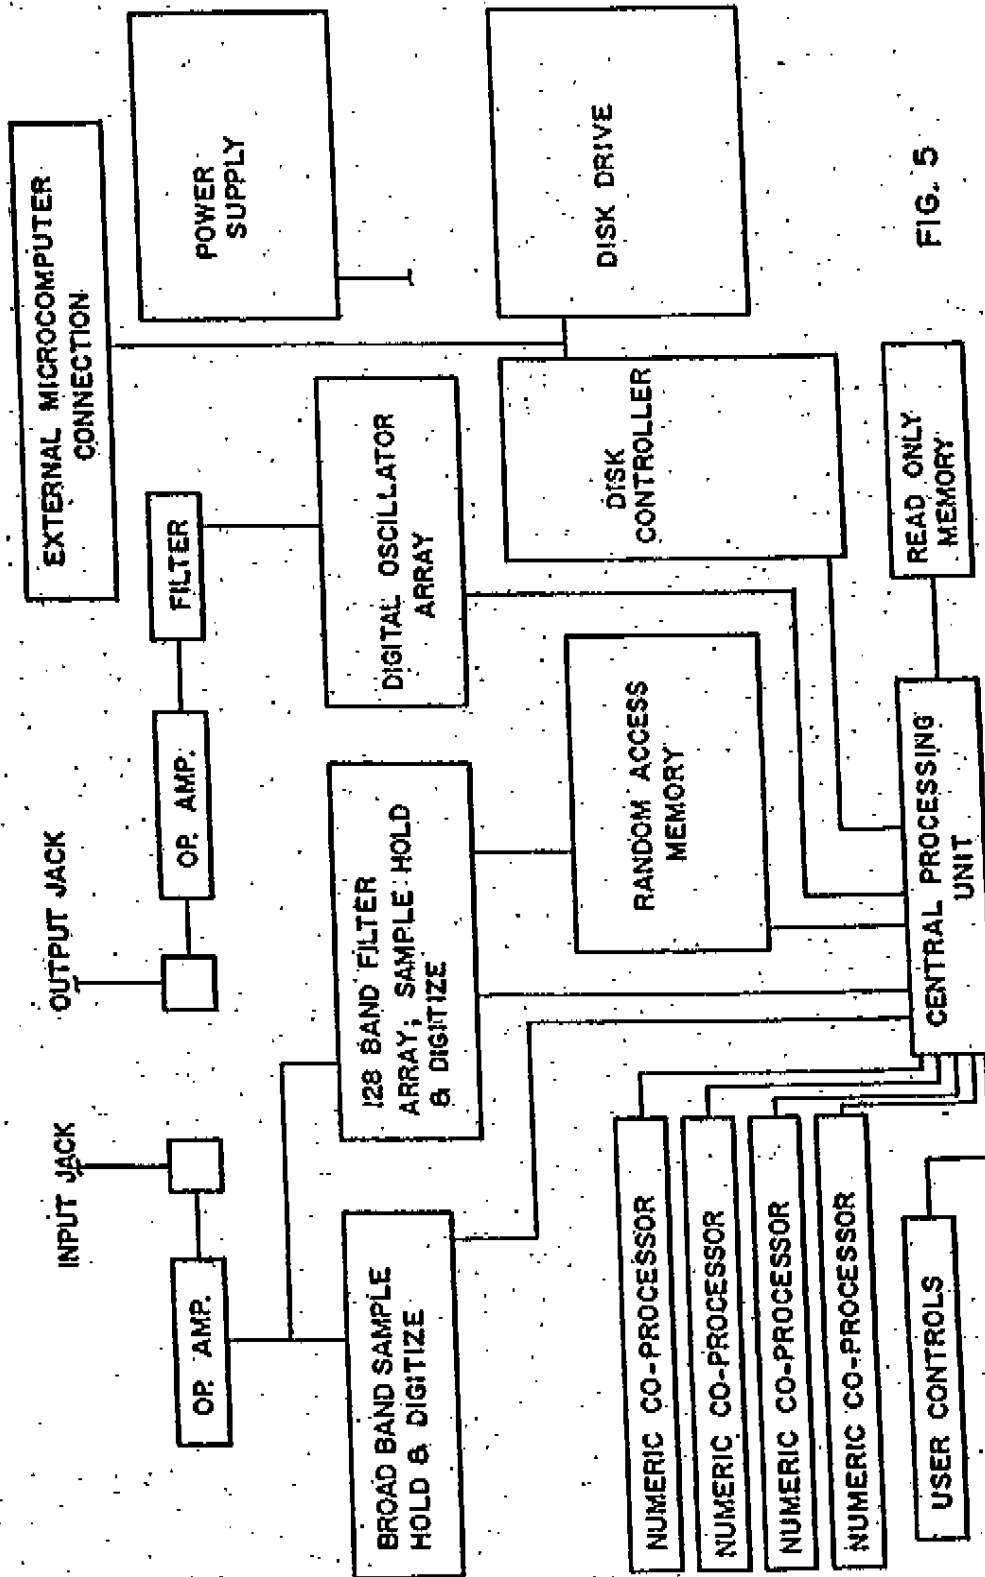 INPUT JACK
OUTPUT JACK
EXTERNAL MICROCOMPUTER
CONNECTION
OP. AMP.
OP. AMP.
FILTER
POWER
SUPPLY
BROAD BAND SAMPLE
HOLD & DIGITIZE
128 BAND FILTER
ARRAY; SAMPLE HOLD
& DIGITIZE
DIGITAL OSCILLATOR
ARRAY
RANDOM ACCESS
MEMORY
DISK
CONTROLLER
DISK DRIVE
NUMERIC CO-PROCESSOR
NUMERIC CO-PROCESSOR
NUMERIC CO-PROCESSOR
NUMERIC CO-PROCESSOR
USER CONTROLS
CENTRAL PROCESSING
UNIT
READ ONLY
MEMORY
FIG. 5